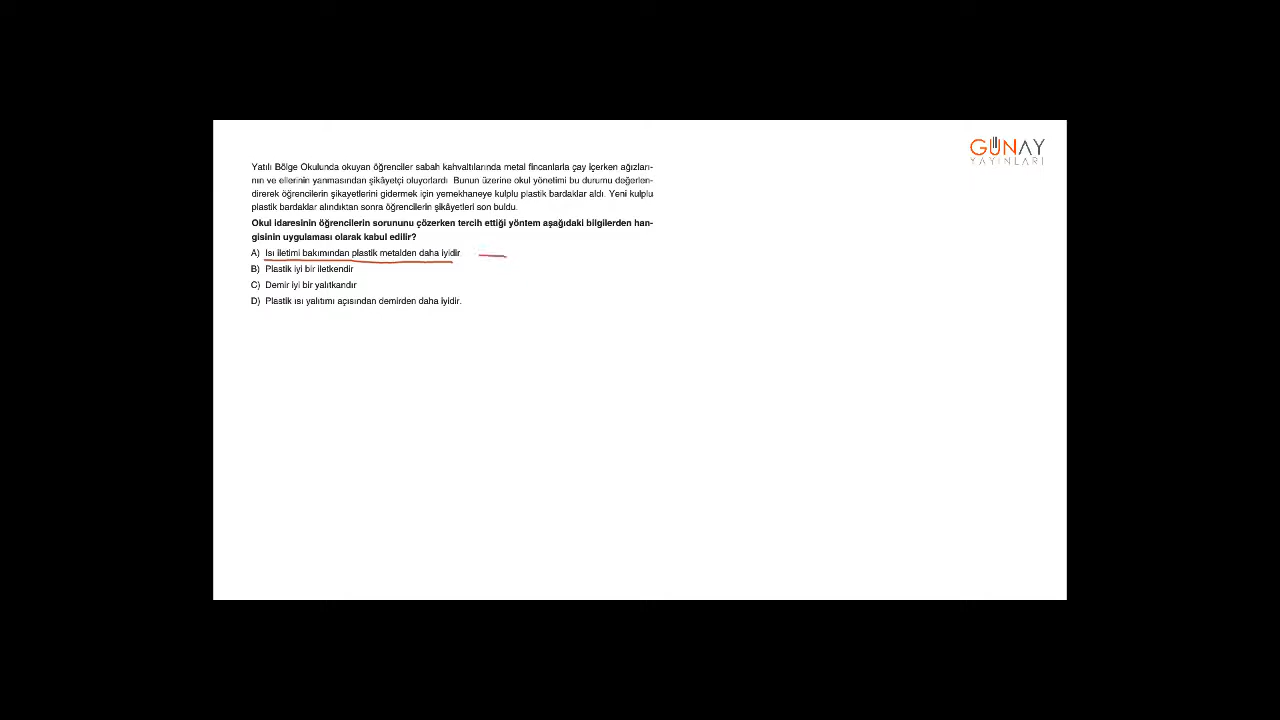 GÜNAY
YAYINLARI
Yatılı Bölge Okulunda okuyan öğrenciler sabah kahvaltılarında metal fincanlarla çay içerken ağızları-
nın ve ellerinin yanmasından şikâyetçi oluyorlardı. Bunun üzerine okul yönetimi bu durumu değerlen-
direrek öğrencilerin şikayetlerini gidermek için yemekhaneye kulplu plastik bardaklar aldı. Yeni kulplu
plastik bardaklar alındıktan sonra öğrencilerin şikâyetleri son buldu.
Okul idaresinin öğrencilerin sorununu çözerken tercih ettiği yöntem aşağıdaki bilgilerden han-
gisinin uygulaması olarak kabul edilir?
A) Isı iletimi bakımından plastik metalden daha iyidir
B) Plastik iyi bir iletkendir
C) Demir iyi bir yalıtkandır
D) Plastik ısı yalıtımı açısından demirden daha iyidir.